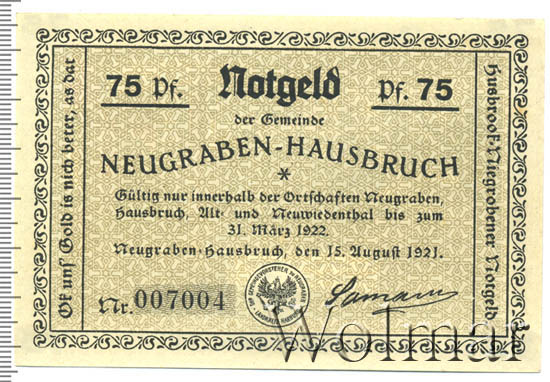 75 Pf. Notgeld Pf. 75
der Gemeinde
NEUGRABEN-HAUSBRUCH
*
Gültig nur innerhalb der Ortschaften Neugraben,
Hausbruch, Alt- und Neuwiedenthal bis zum
31. März 1922.
Neugraben-Hausbruch, den 15. August 1921.
Nr. 007004
Ok uns' Gold is nich beter, as dat
Husbroof-Niegrobener Notgeld
Wolmar